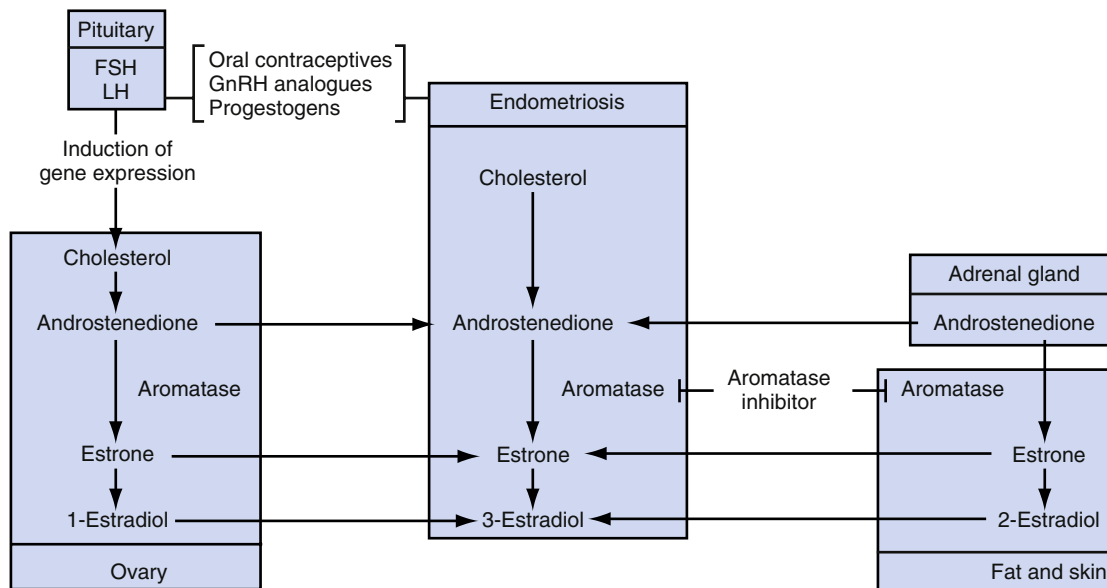 Pituitary
FSH
LH
Oral contraceptives
GnRH analogues
Progestogens
Induction of
gene expression
Endometriosis
Cholesterol
Androstenedione
Aromatase
Estrone
3-Estradiol
Cholesterol
Androstenedione
Aromatase
Estrone
1-Estradiol
Ovary
Aromatase
inhibitor
Adrenal gland
Androstenedione
Aromatase
Estrone
2-Estradiol
Fat and skin